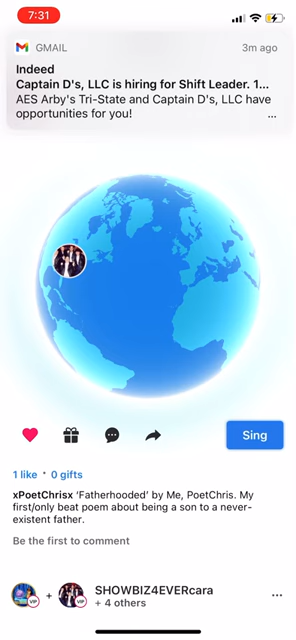 7:31
GMAIL
3m ago
Indeed
Captain D's, LLC is hiring for Shift Leader. 1...
AES Arby's Tri-State and Captain D's, LLC have
opportunities for you!
...
Sing
1 like • 0 gifts
xPoetChrisx ‘Fatherhooded’ by Me, PoetChris. My
first/only beat poem about being a son to a never-
existent father.
Be the first to comment
VIP + VIP SHOWBIZ4EVERcara
+ 4 others